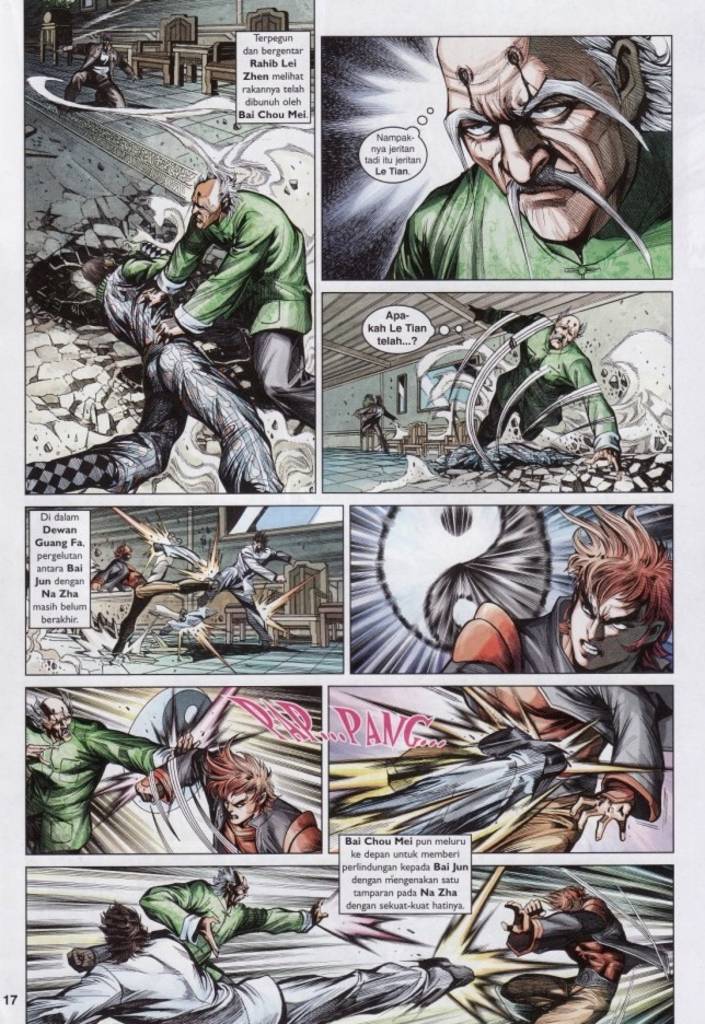 Terpegun
dan bergentar
Rahib Lei
Zhen melihat
rakannya telah
dibunuh oleh
Bai Chou Mei.
Nampak-
nya jeritan
tadi itu jeritan
Le Tian.
Apa-
kah Le Tian
telah...?
Di dalam
Dewan
Guang Fa,
pergelutan
antara Bai
Jun dengan
Na Zha
masih belum
berakhir.
PAP...PANG...
Bai Chou Mei pun meluru
ke depan untuk memberi
perlindungan kepada Bai Jun
dengan mengenakan satu
tamparan pada Na Zha
dengan sekuat-kuat hatinya.
17